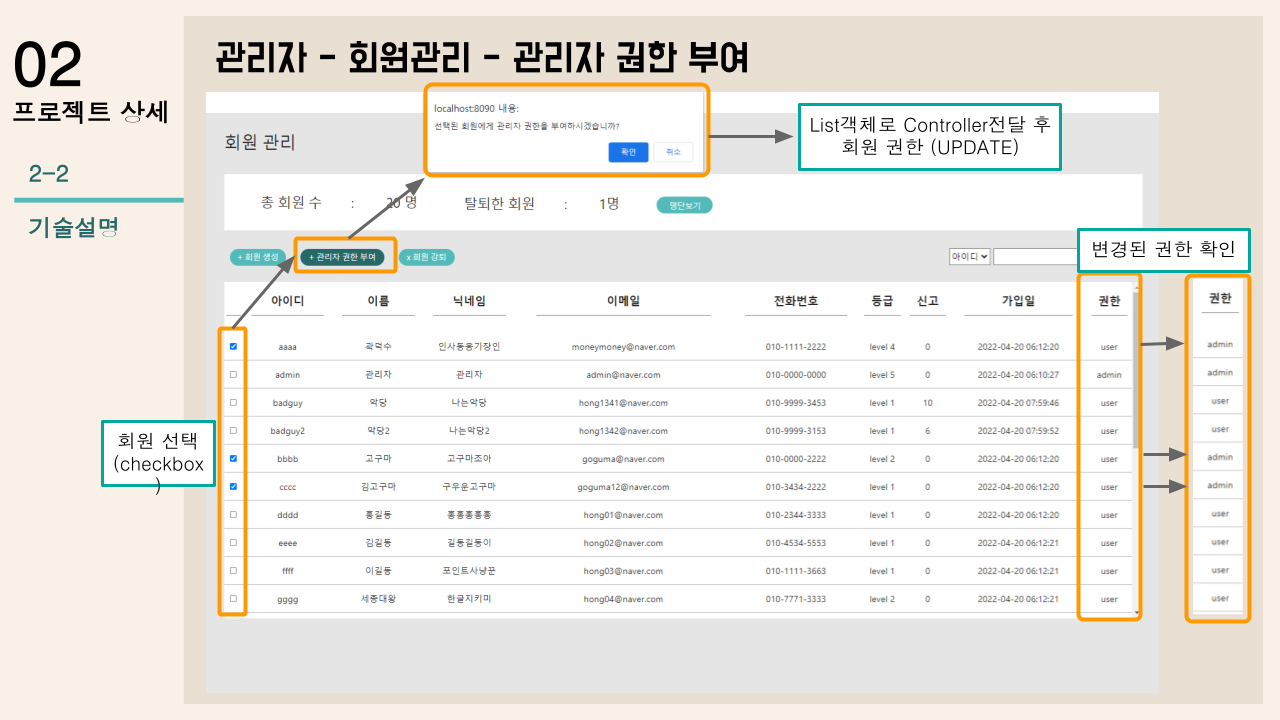 02
프로젝트 상세
2-2
기술설명
관리자 - 회원관리 - 관리자 권한 부여
localhost:8090 내용:
선택된 회원에게 관리자 권한을 부여하시겠습니까?
확인 취소
List객체로 Controller전달 후
회원 권한 (UPDATE)
회원 관리
총 회원 수 : 20 명 탈퇴한 회원 : 1명 명단보기
+ 회원 생성 + 관리자 권한 부여 x 회원 강퇴 아이디
변경된 권한 확인
회원 선택
(checkbox
)
아이디 이름 닉네임 이메일 전화번호 등급 신고 가입일 권한 권한
aaaa 곽덕수 인사동동기장인 moneymoney@naver.com 010-1111-2222 level 4 0 2022-04-20 06:12:20 user admin
admin 관리자 관리자 admin@naver.com 010-0000-0000 level 5 0 2022-04-20 06:10:27 admin admin
badguy 악당 나는악당 hong1341@naver.com 010-9999-3453 level 1 10 2022-04-20 07:59:46 user user
badguy2 악당2 나는악당2 hong1342@naver.com 010-9999-3153 level 1 6 2022-04-20 07:59:52 user user
bbbb 고구마 고구마조아 goguma@naver.com 010-0000-2222 level 2 0 2022-04-20 06:12:20 user admin
cccc 김고구마 구우운고구마 goguma12@naver.com 010-3434-2222 level 1 0 2022-04-20 06:12:20 user admin
dddd 홍길동 홍홍홍홍홍 hong01@naver.com 010-2344-3333 level 1 0 2022-04-20 06:12:20 user user
eeee 김길동 길동길동이 hong02@naver.com 010-4534-5553 level 1 0 2022-04-20 06:12:21 user user
ffff 이길동 포인트사냥꾼 hong03@naver.com 010-1111-3663 level 1 0 2022-04-20 06:12:21 user user
gggg 세종대왕 한글지키미 hong04@naver.com 010-7771-3333 level 2 0 2022-04-20 06:12:21 user user